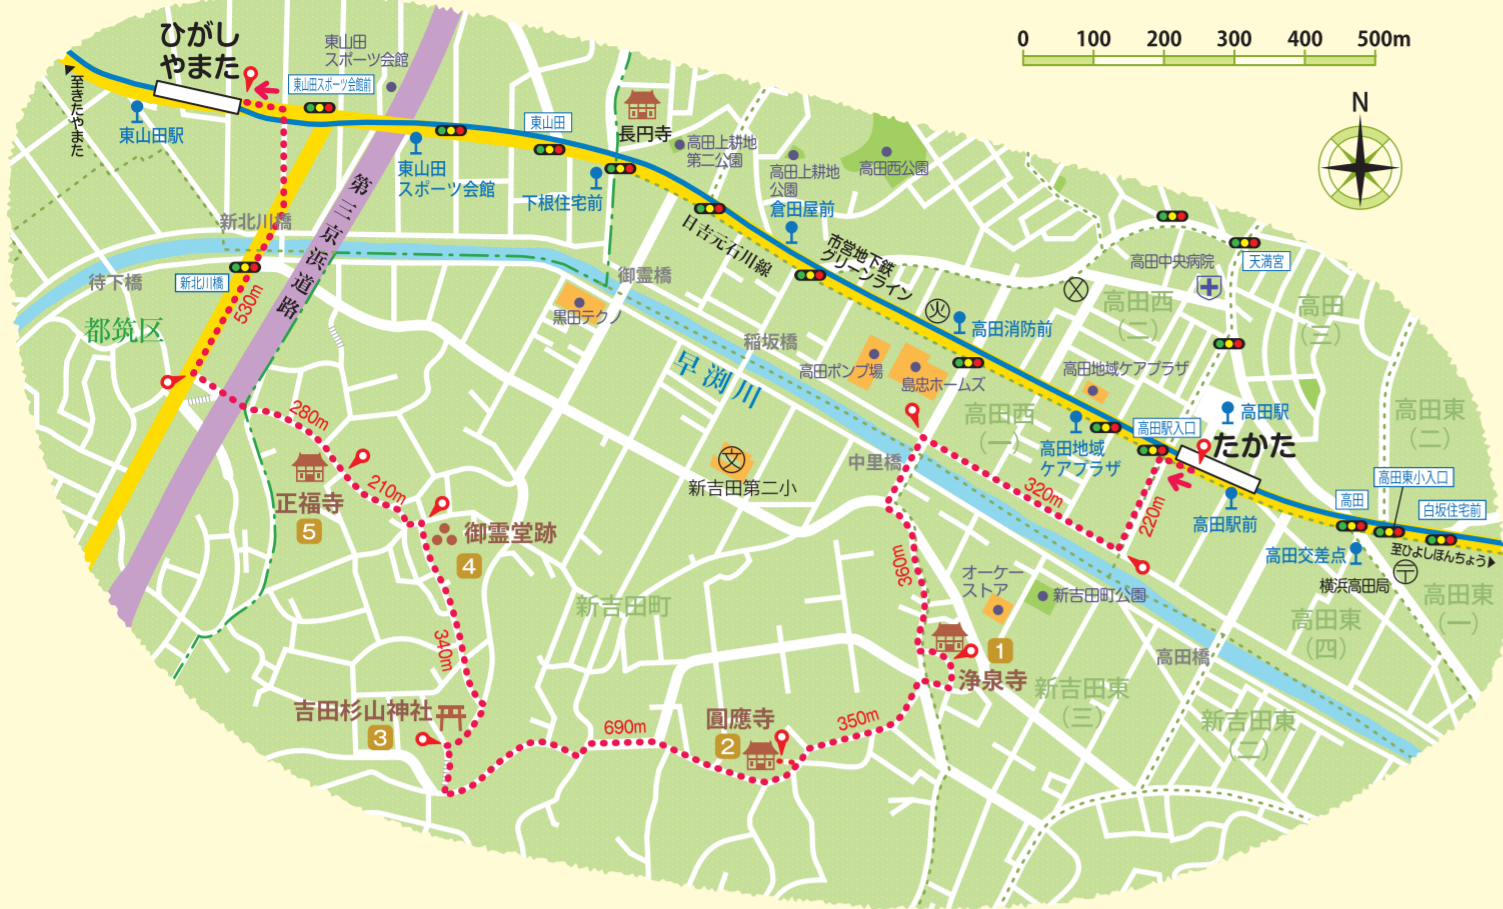 ひがし
やまた
東山田
スポーツ会館
東山田スポーツ会館前
至きたやまた
東山田駅
東山田
スポーツ会館
東山田
長円寺
下根住宅前
高田上耕地
第二公園
高田上耕地
公園
高田西公園
倉田屋前
0 100 200 300 400 500m
N
第三京浜道路
新北川橋
新北川橋
待下橋
都筑区
530m
御霊橋
黒田テクノ
日吉元石川線
市営地下鉄
グリーンライン
稲坂橋
早渕川
高田ポンプ場
島忠ホームズ
火
高田消防前
高田中央病院
天満宮
高田西
(二)
高田
(三)
高田地域ケアプラザ
高田西
(一)
高田地域
ケアプラザ
高田駅入口
高田駅
たかた
高田東
(二)
高田東小入口
高田
白坂住宅前
高田駅前
高田交差点
至ひよしほんちょう
横浜高田局
高田東
(一)
高田東
(四)
220m
320m
中里橋
文
新吉田第二小
280m
正福寺
5
210m
御霊堂跡
4
340m
新吉田町
360m
オーケー
ストア
新吉田町公園
1
浄泉寺
高田橋
新吉田東
(三)
新吉田東
(二)
350m
圓應寺
2
690m
吉田杉山神社
3